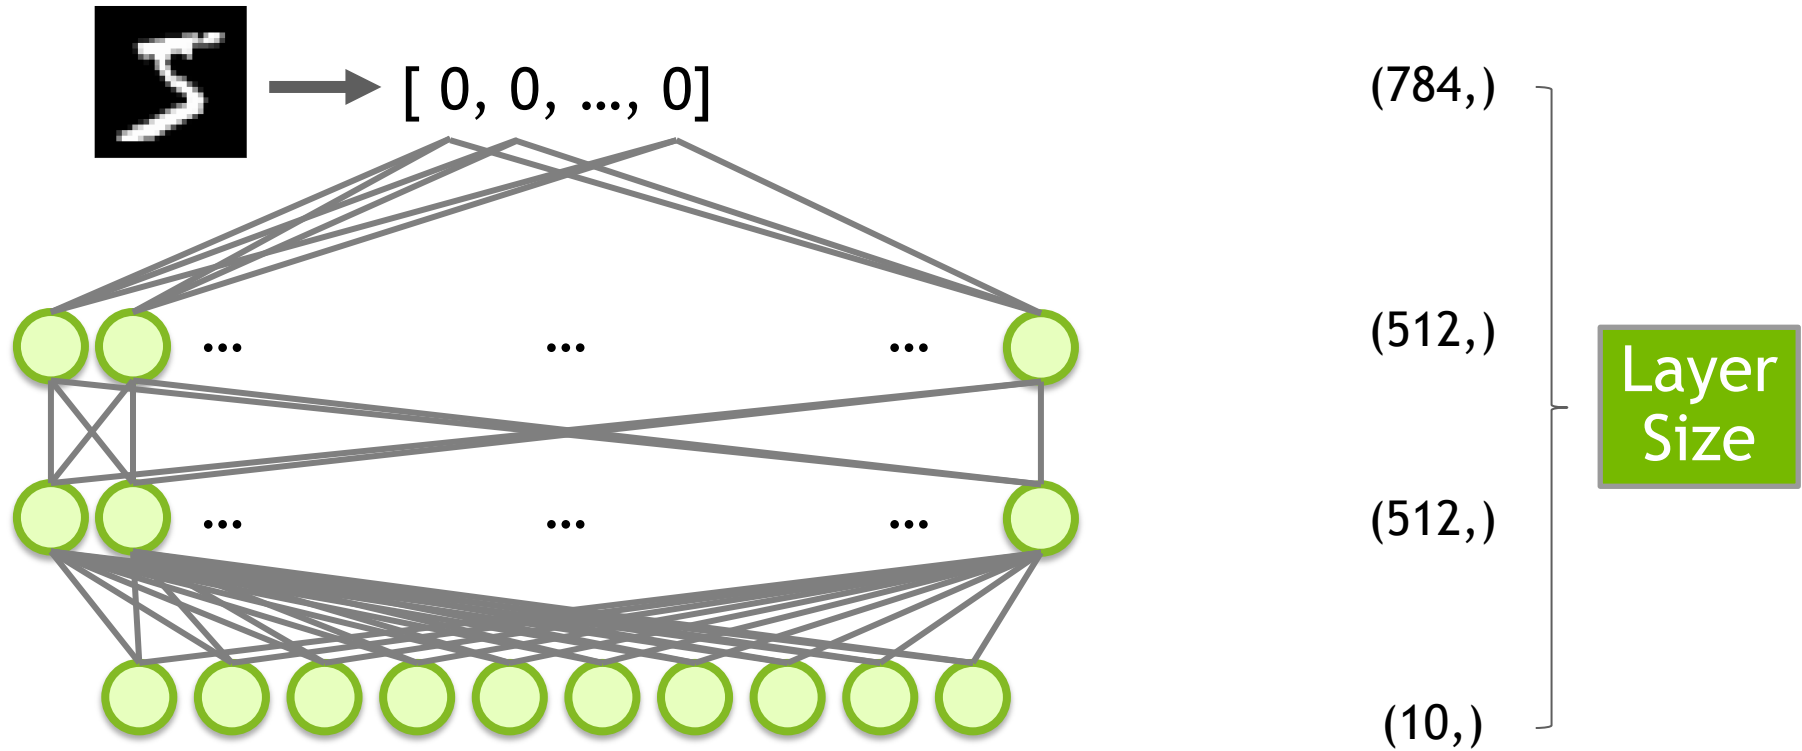 [ 0, 0, ..., 0]
(784,)
... ... ...
(512,)
Layer
Size
... ... ...
(512,)
(10,)